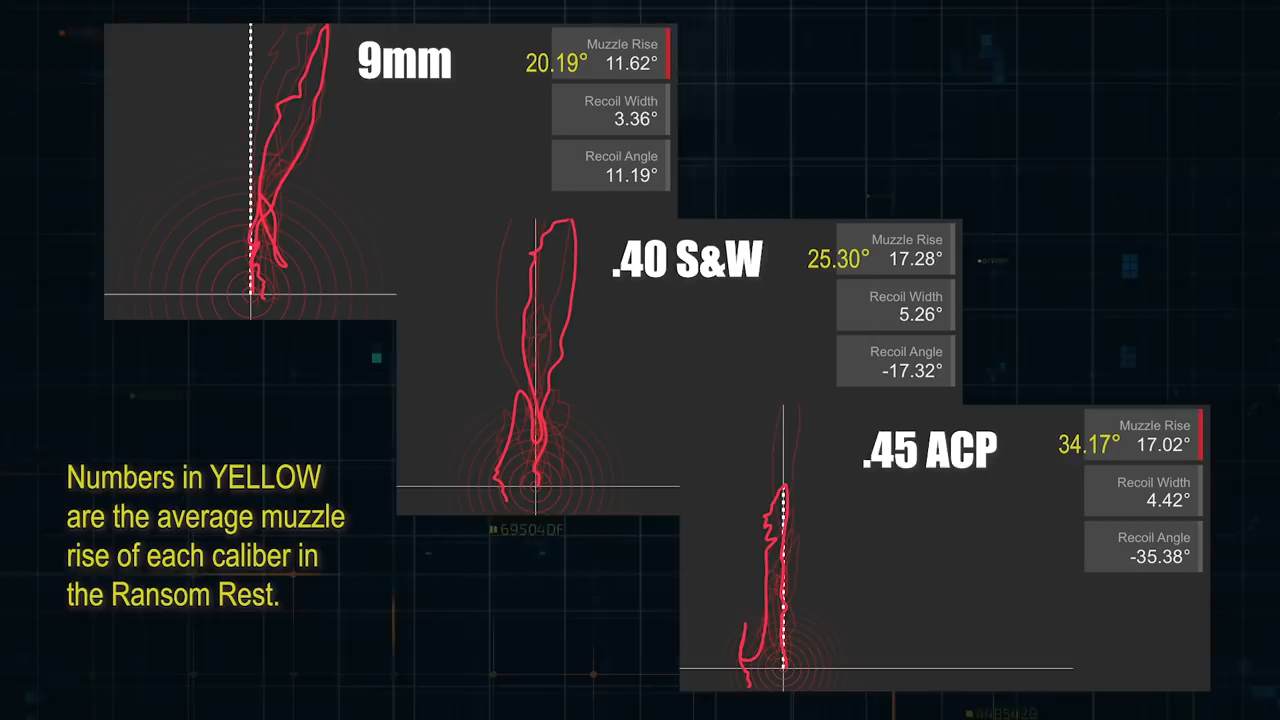 9mm
Muzzle Rise
20.19° 11.62°
Recoil Width
3.36°
Recoil Angle
11.19°
.40 S&W
Muzzle Rise
25.30° 17.28°
Recoil Width
5.26°
Recoil Angle
-17.32°
.45 ACP
Muzzle Rise
34.17° 17.02°
Recoil Width
4.42°
Recoil Angle
-35.38°
Numbers in YELLOW
are the average muzzle
rise of each caliber in
the Ransom Rest.
69504DF